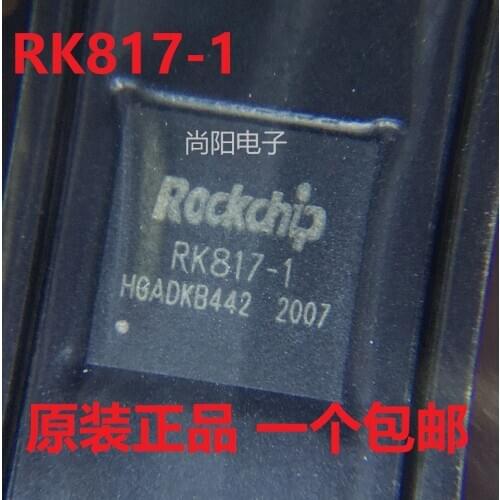 RK817-1
尚阳电子
Rockchip
RK817-1
HGADKB442 2007
原装正品 一个包邮